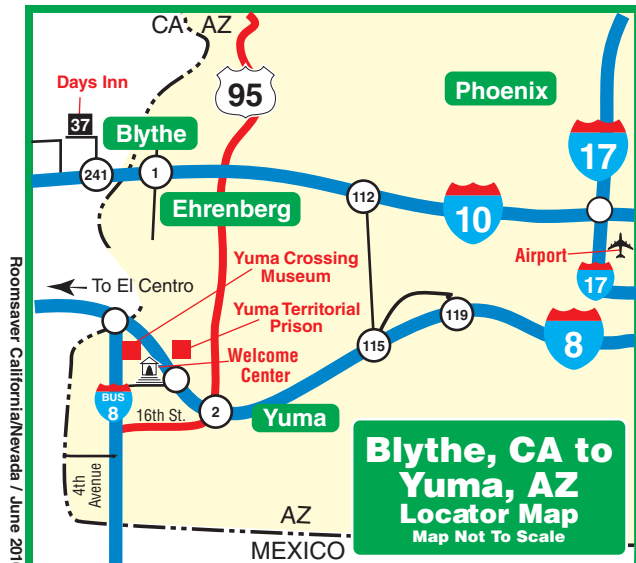 CA AZ
Days Inn
37
95
Phoenix
Blythe
17
241
1
112
Ehrenberg
10
Yuma Crossing
Museum
Airport
To El Centro
17
Yuma Territorial
Prison
119
115
8
Welcome
Center
BUS
8
16th St.
2
Yuma
4th
Avenue
Blythe, CA to
Yuma, AZ
Locator Map
Map Not To Scale
AZ
MEXICO
Roomsaver California/Nevada / June